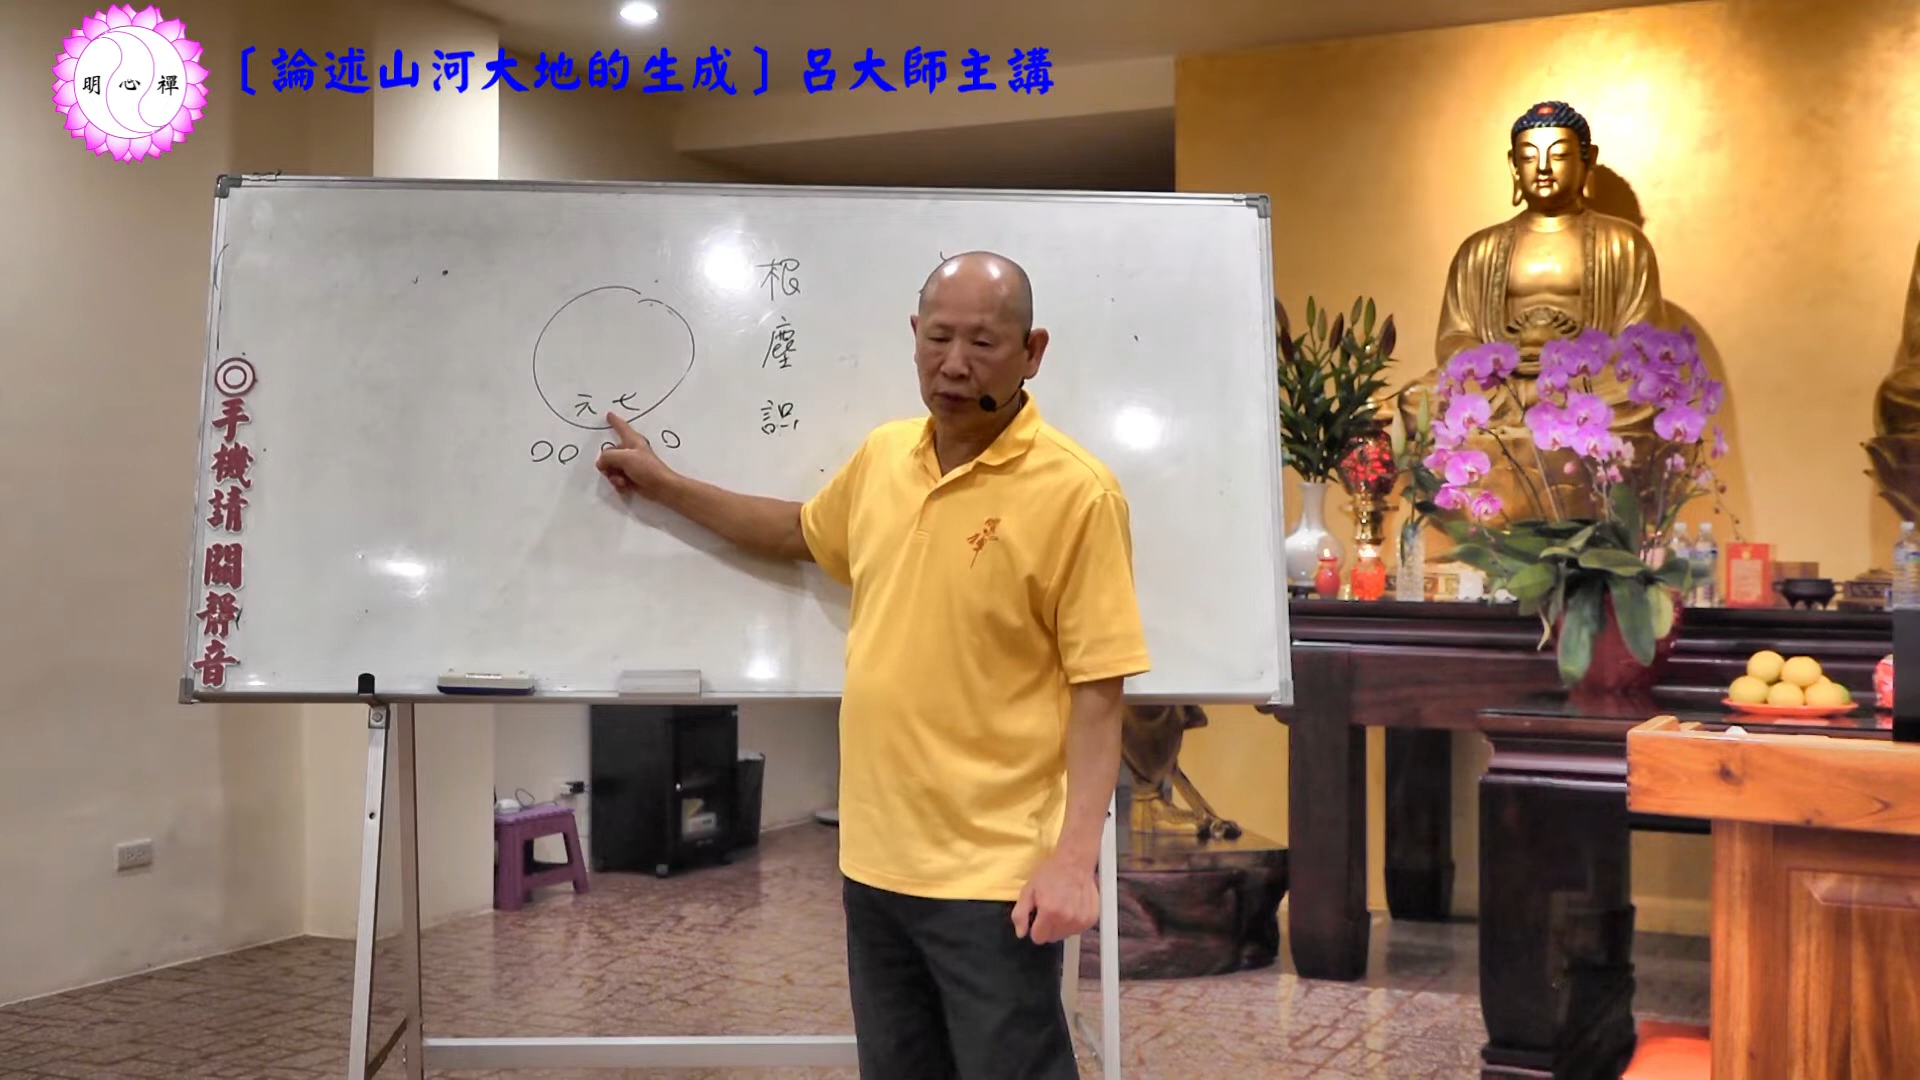 明心禪
〔論述山河大地的生成〕呂大師主講
根
塵
識
元七
◎手機請關靜音